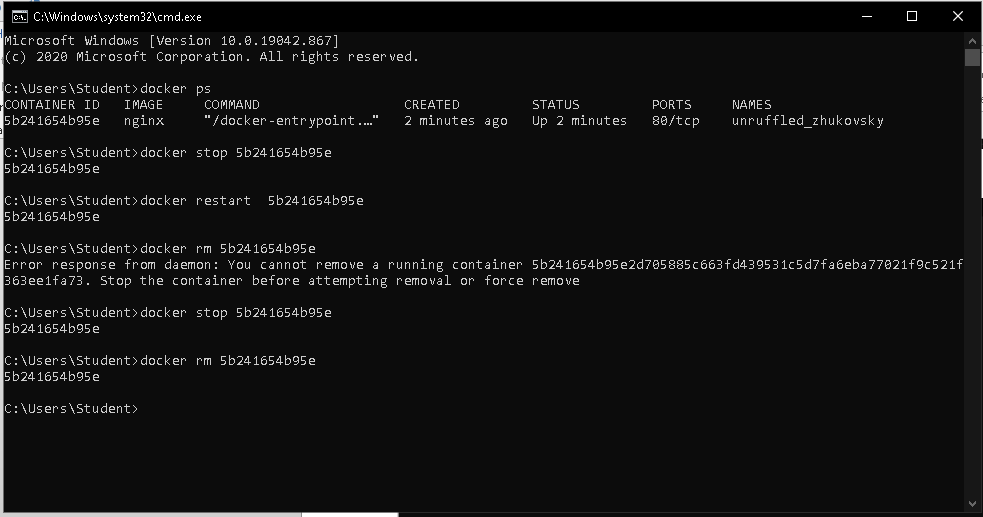 C:\Windows\system32\cmd.exe
Microsoft Windows [Version 10.0.19042.867]
(c) 2020 Microsoft Corporation. All rights reserved.
C:\Users\Student>docker ps
CONTAINER ID   IMAGE     COMMAND                  CREATED         STATUS         PORTS     NAMES
5b241654b95e   nginx     "/docker-entrypoint.…"   2 minutes ago   Up 2 minutes   80/tcp    unruffled_zhukovsky
C:\Users\Student>docker stop 5b241654b95e
5b241654b95e
C:\Users\Student>docker restart  5b241654b95e
5b241654b95e
C:\Users\Student>docker rm 5b241654b95e
Error response from daemon: You cannot remove a running container 5b241654b95e2d705885c663fd439531c5d7fa6eba77021f9c521f
363ee1fa73. Stop the container before attempting removal or force remove
C:\Users\Student>docker stop 5b241654b95e
5b241654b95e
C:\Users\Student>docker rm 5b241654b95e
5b241654b95e
C:\Users\Student>